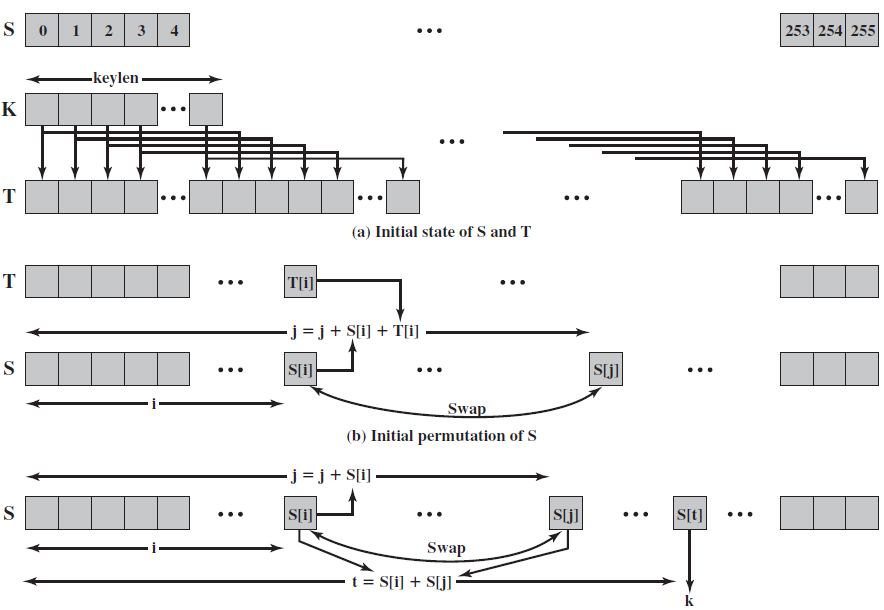 S 0 1 2 3 4 ... 253 254 255
keylen
K ...
...
T ... ... ... ...
(a) Initial state of S and T
T ... T[i] ...
j = j + S[i] + T[i]
S ... S[i] ... S[j] ...
i
Swap
(b) Initial permutation of S
j = j + S[i]
S ... S[i] ... S[j] ... S[t] ...
i
Swap
t = S[i] + S[j]
k